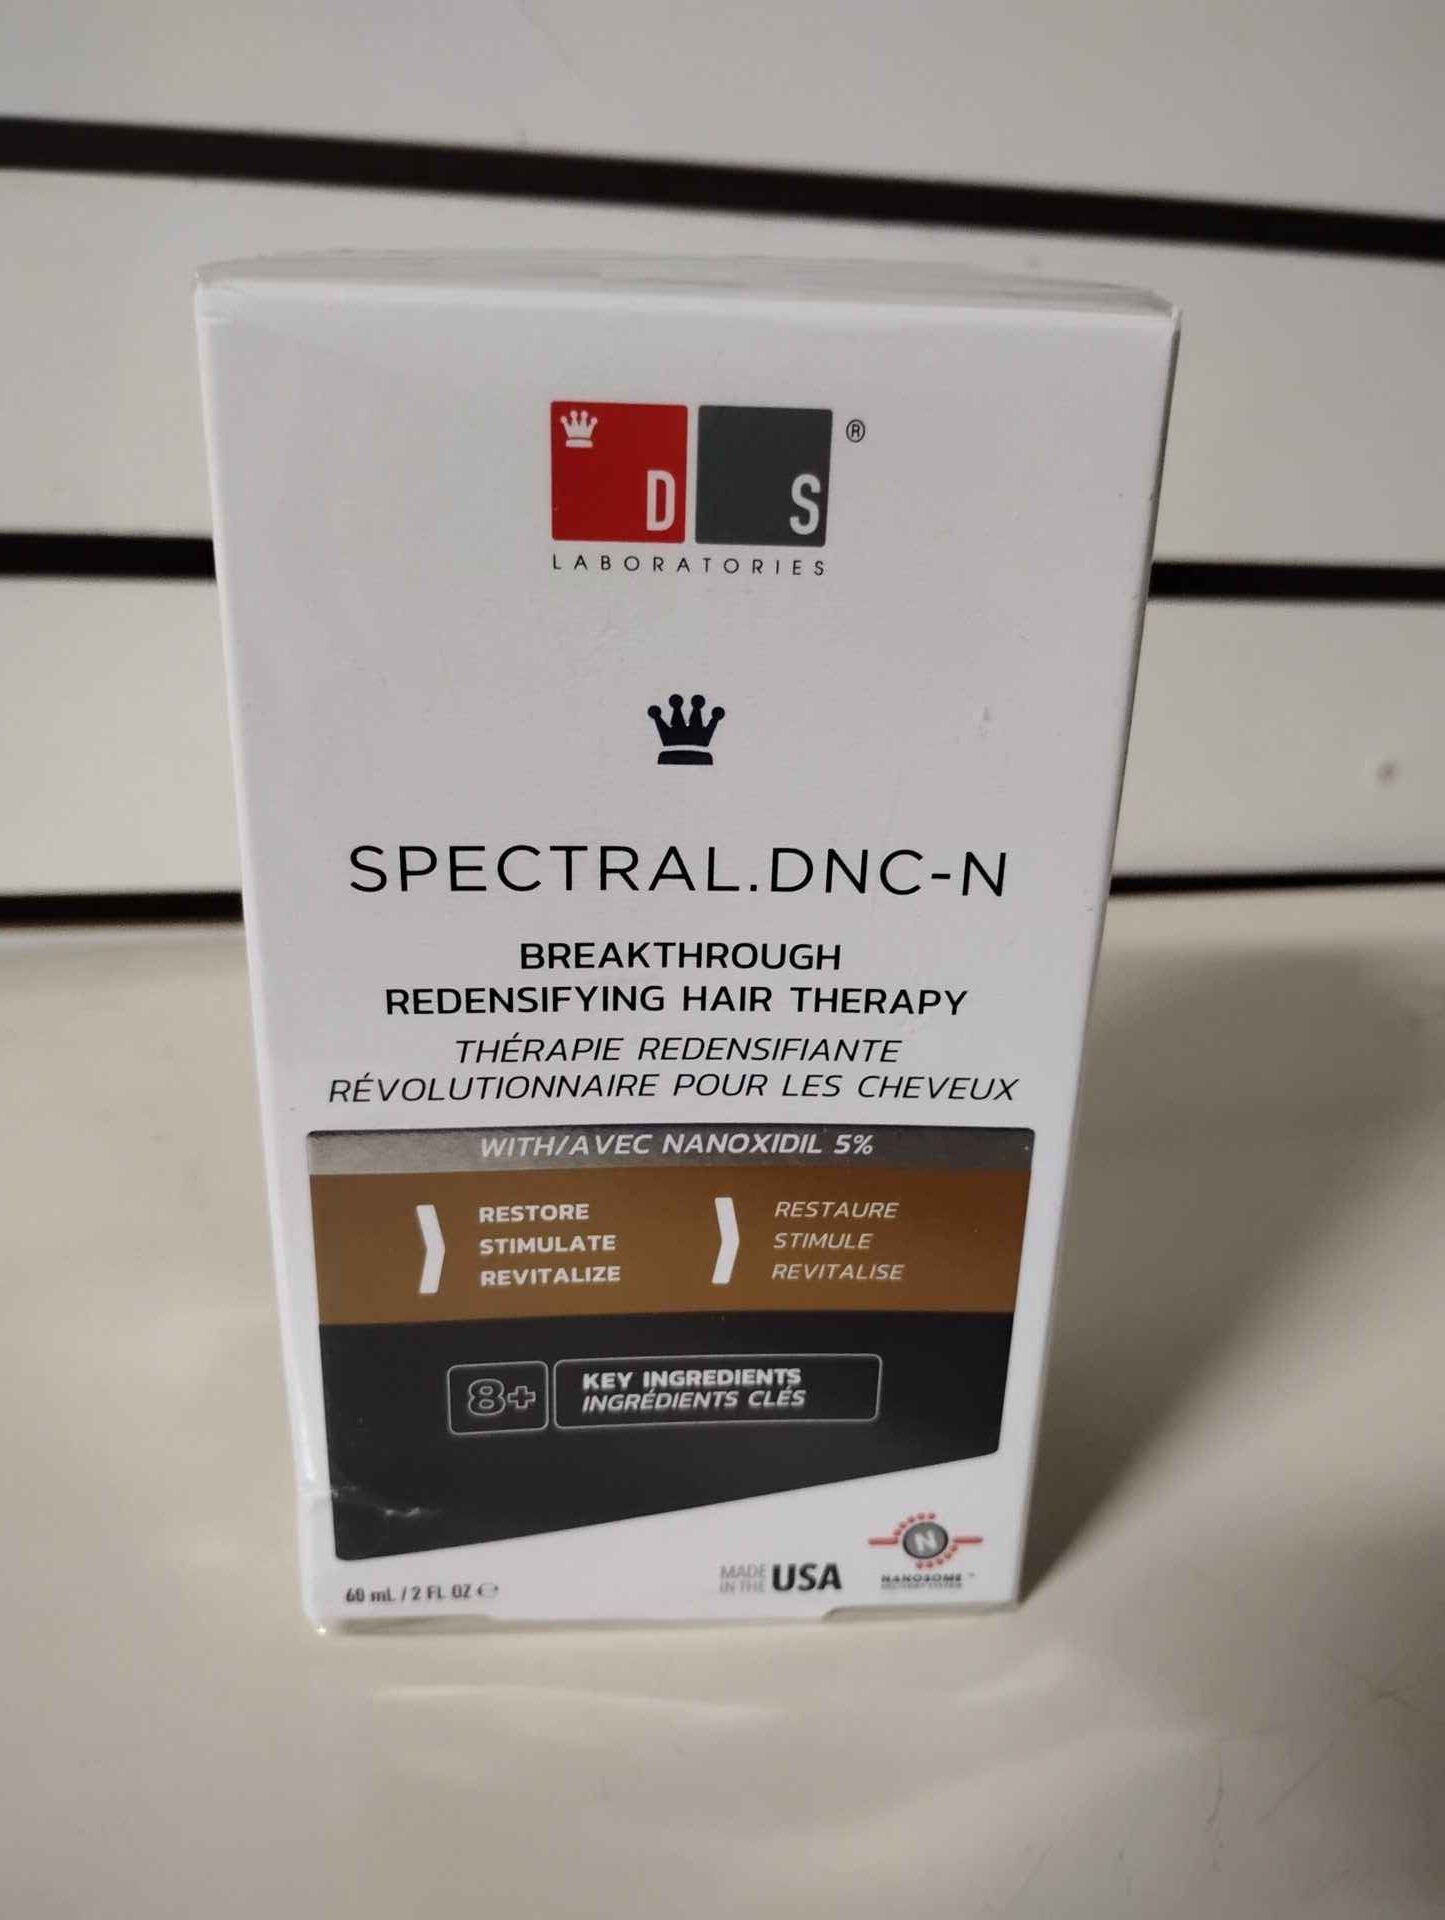 D S ®
LABORATORIES
SPECTRAL.DNC-N
BREAKTHROUGH
REDENSIFYING HAIR THERAPY
THÉRAPIE REDENSIFIANTE
RÉVOLUTIONNAIRE POUR LES CHEVEUX
WITH/AVEC NANOXIDIL 5%
RESTORE
STIMULATE
REVITALIZE
RESTAURE
STIMULE
REVITALISE
8+
KEY INGREDIENTS
INGRÉDIENTS CLÉS
60 mL / 2 FL OZ ℮
MADE
IN THE
USA
N
NANOSOME™